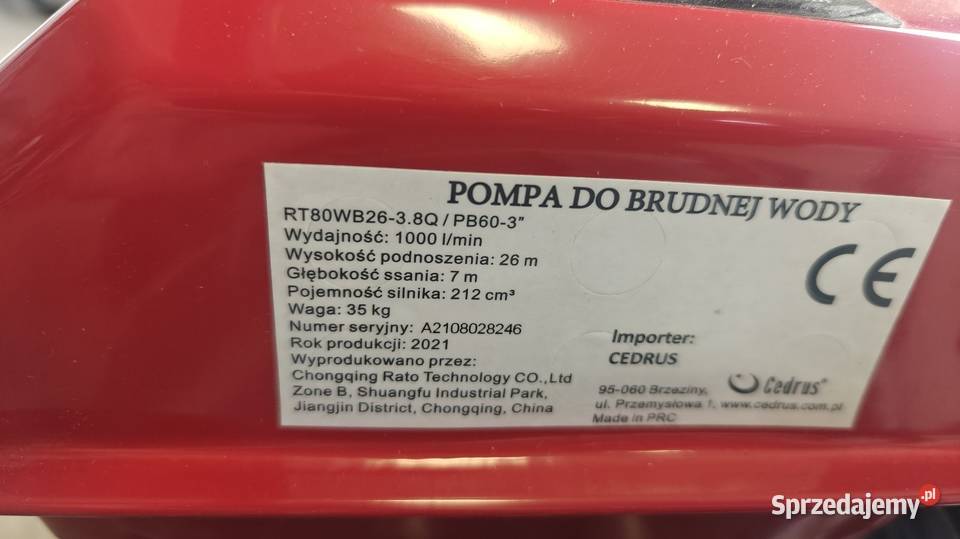 POMPA DO BRUDNEJ WODY
RT80WB26-3.8Q / PB60-3"
Wydajność: 1000 l/min
Wysokość podnoszenia: 26 m
Głębokość ssania: 7 m
Pojemność silnika: 212 cm³
Waga: 35 kg
Numer seryjny: A2108028246
Rok produkcji: 2021
Wyprodukowano przez:
Chongqing Rato Technology CO.,Ltd
Zone B, Shuangfu Industrial Park,
Jiangjin District, Chongqing, China
CE
Importer:
CEDRUS
Cedrus®
95-060 Brzeziny,
ul. Przemysłowa 1, www.cedrus.com.pl
Made in PRC
Sprzedajemy.pl